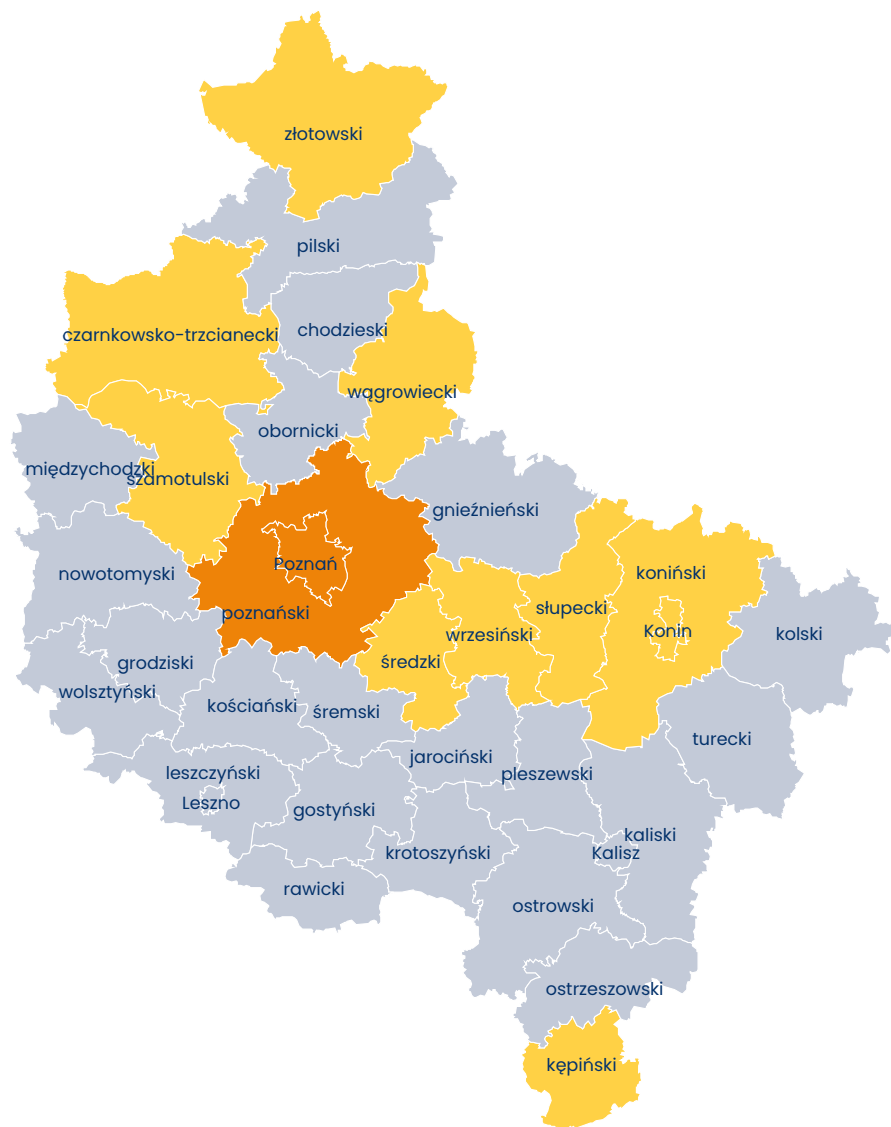 złotowski
pilski
chodzieski
czarnkowsko-trzcianecki
wągrowiecki
obornicki
międzychodzki
szamotulski
gnieźnieński
Poznań
nowotomyski
koniński
słupecki
poznański
Konin
wrzesiński
kolski
średzki
grodziski
wolsztyński
kościański
śremski
turecki
jarociński
leszczyński
pleszewski
Leszno
gostyński
kaliski
krotoszyński
Kalisz
rawicki
ostrowski
ostrzeszowski
kępiński